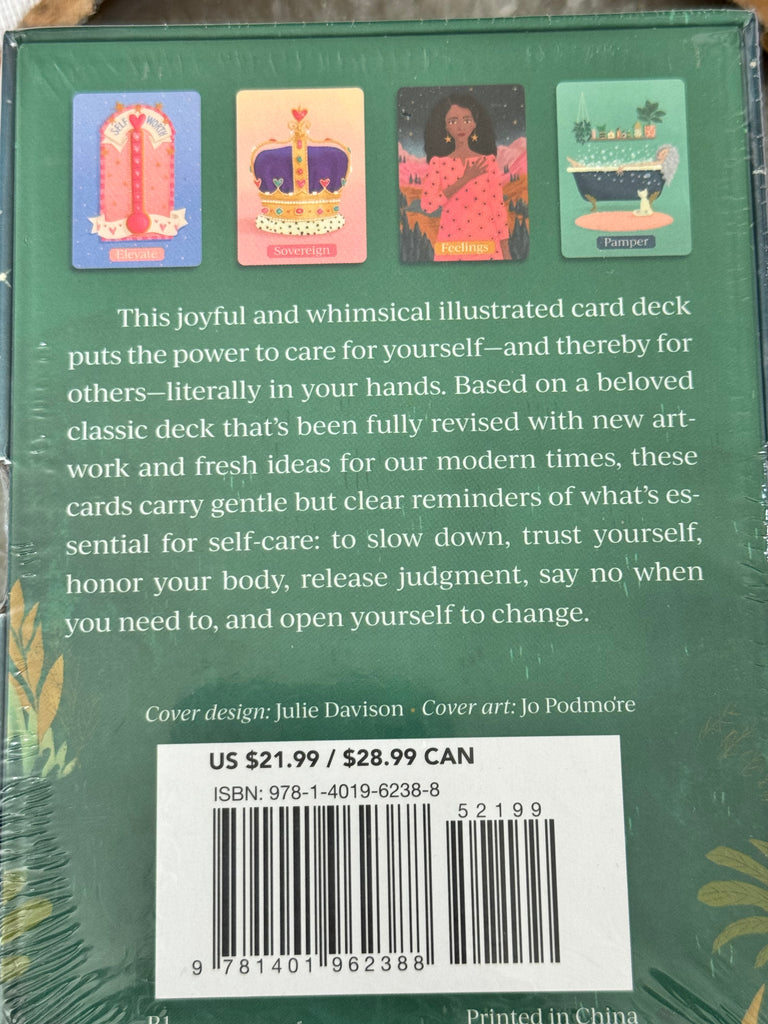 SELF WORTH
Elevate
Sovereign
Feelings
Pamper
This joyful and whimsical illustrated card deck
puts the power to care for yourself—and thereby for
others—literally in your hands. Based on a beloved
classic deck that's been fully revised with new art-
work and fresh ideas for our modern times, these
cards carry gentle but clear reminders of what's es-
sential for self-care: to slow down, trust yourself,
honor your body, release judgment, say no when
you need to, and open yourself to change.
Cover design: Julie Davison • Cover art: Jo Podmore
US $21.99 / $28.99 CAN
ISBN: 978-1-4019-6238-8
52199
9 781401 962388
Printed in China